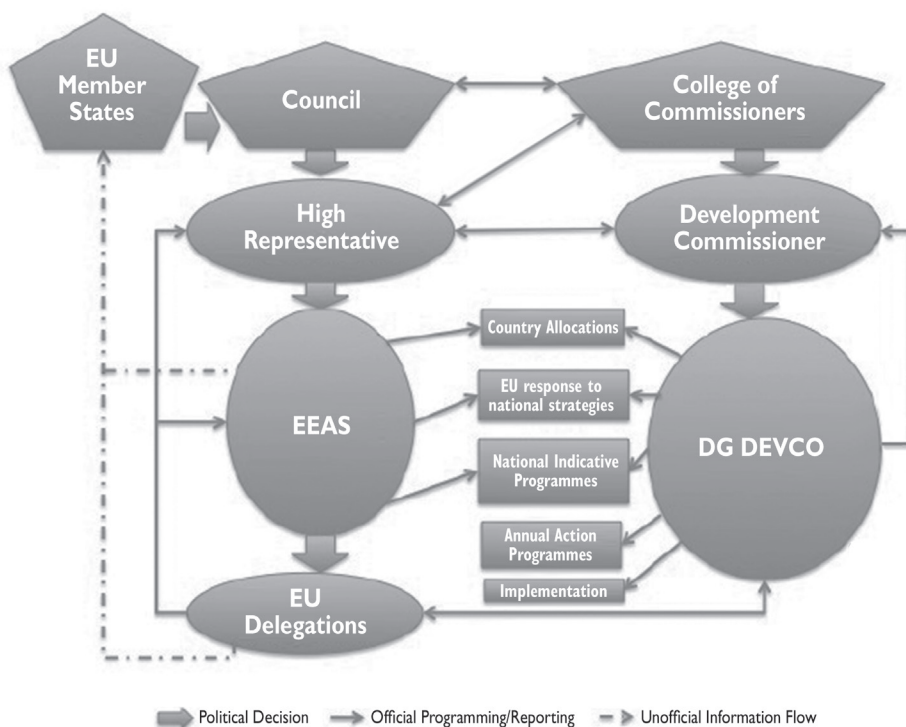 EU
Member
States
Council
College of
Commissioners
High
Representative
Development
Commissioner
Country Allocations
EU response to
national strategies
EEAS
DG DEVCO
National Indicative
Programmes
Annual Action
Programmes
Implementation
EU
Delegations
Political Decision
Official Programming/Reporting
Unofficial Information Flow